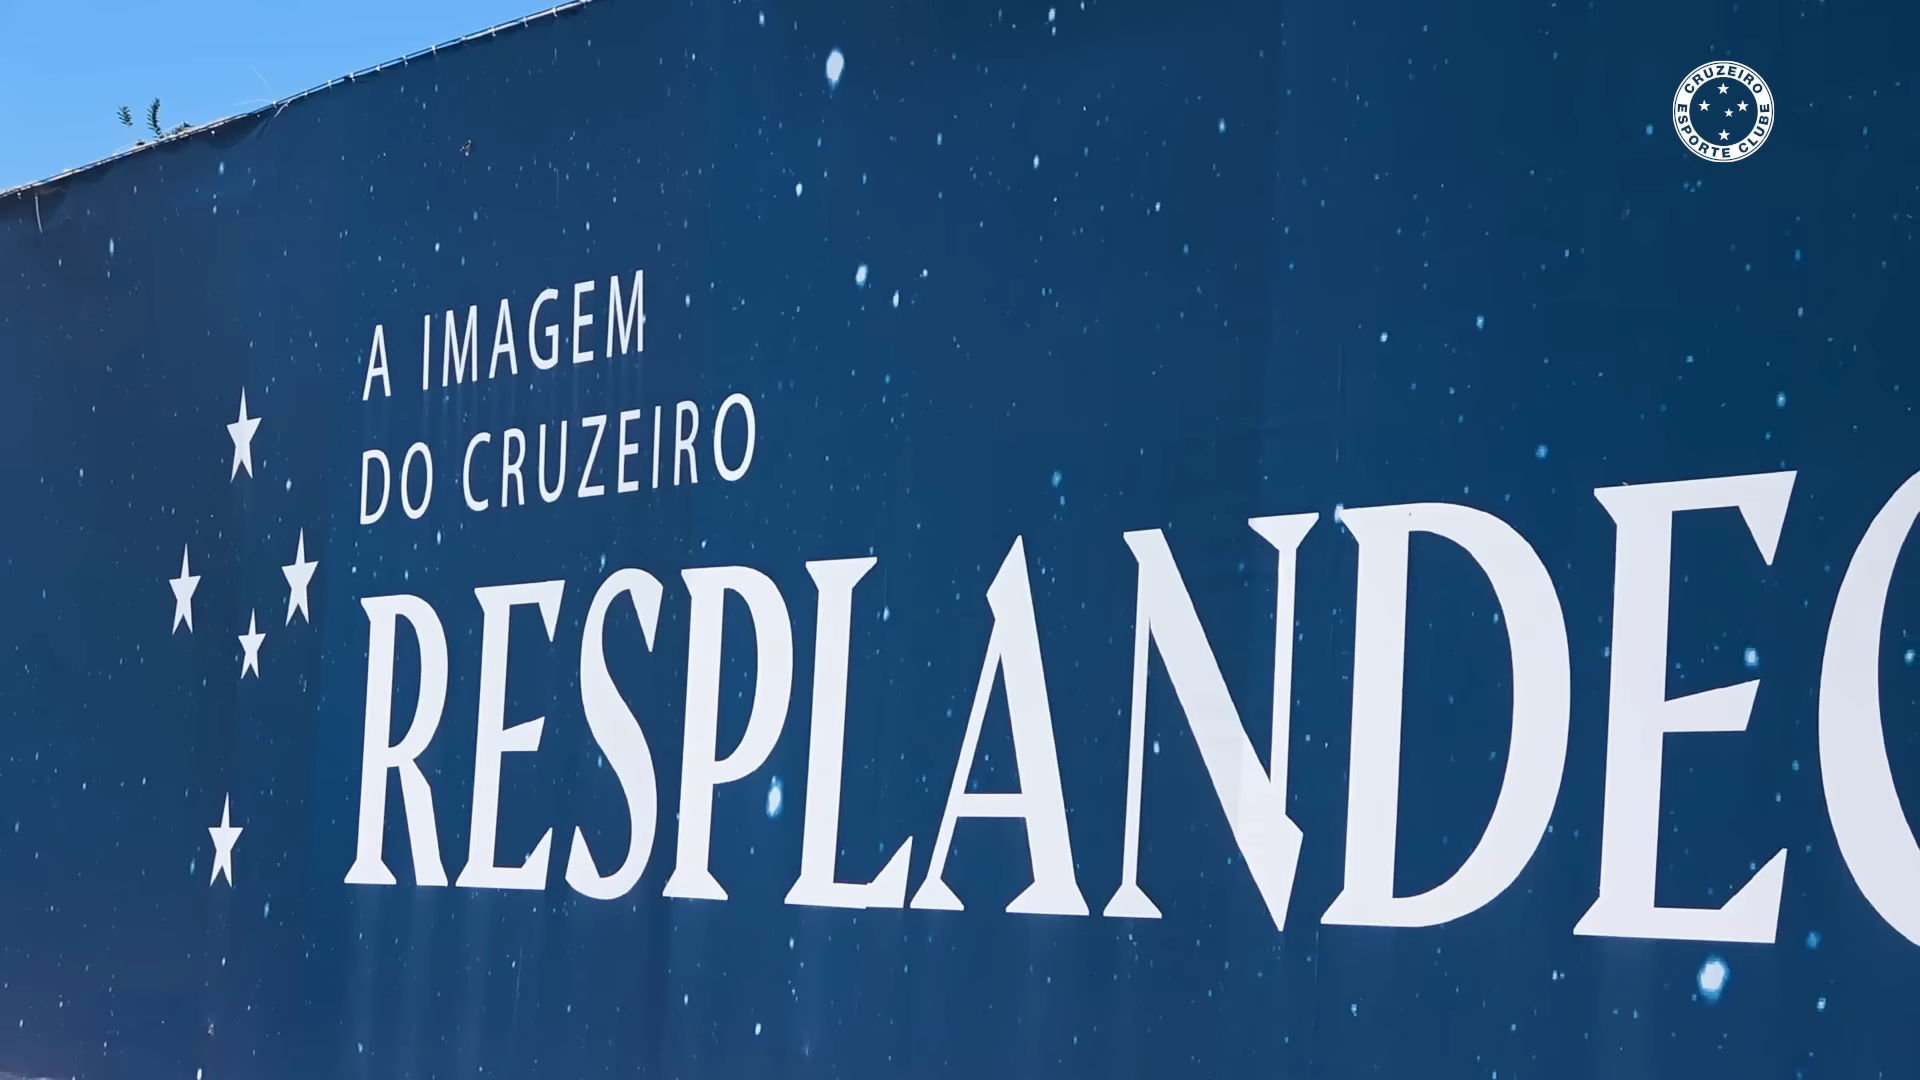 CRUZEIRO
ESPORTE CLUBE
A IMAGEM
DO CRUZEIRO
RESPLANDEC